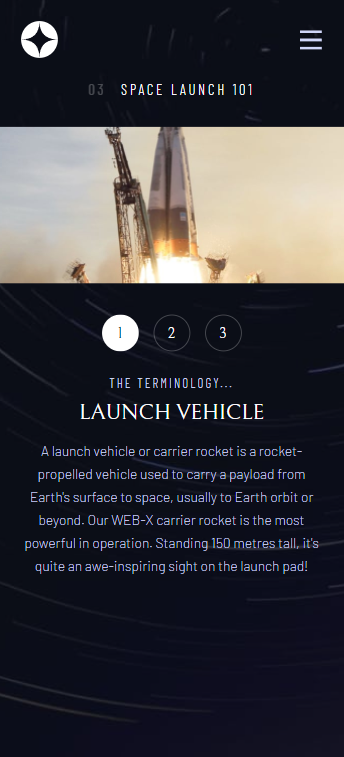 03 SPACE LAUNCH 101
1 2 3
THE TERMINOLOGY...
LAUNCH VEHICLE
A launch vehicle or carrier rocket is a rocket-
propelled vehicle used to carry a payload from
Earth's surface to space, usually to Earth orbit or
beyond. Our WEB-X carrier rocket is the most
powerful in operation. Standing 150 metres tall, it's
quite an awe-inspiring sight on the launch pad!